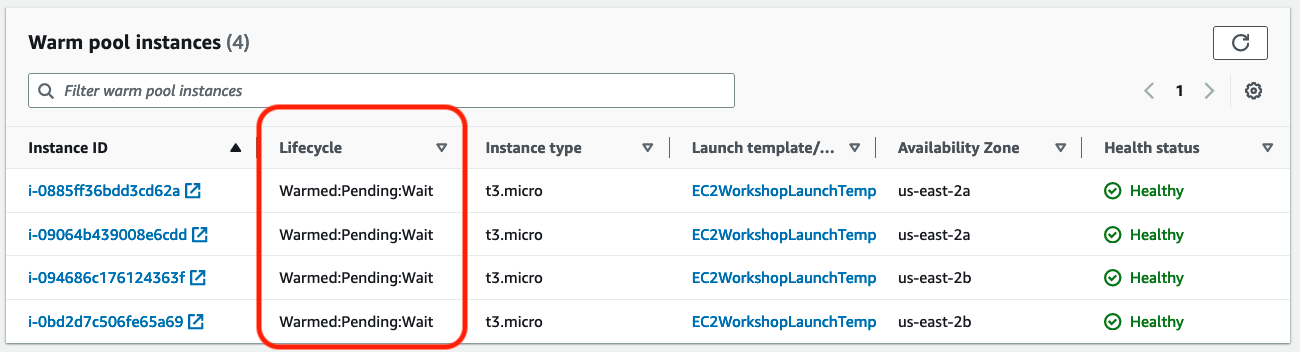 Warm pool instances (4)
Filter warm pool instances
1
Instance ID Lifecycle Instance type Launch template/... Availability Zone Health status
i-0885ff36bdd3cd62a Warmed:Pending:Wait t3.micro EC2WorkshopLaunchTemp us-east-2a Healthy
i-09064b439008e6cdd Warmed:Pending:Wait t3.micro EC2WorkshopLaunchTemp us-east-2a Healthy
i-094686c176124363f Warmed:Pending:Wait t3.micro EC2WorkshopLaunchTemp us-east-2b Healthy
i-0bd2d7c506fe65a69 Warmed:Pending:Wait t3.micro EC2WorkshopLaunchTemp us-east-2b Healthy